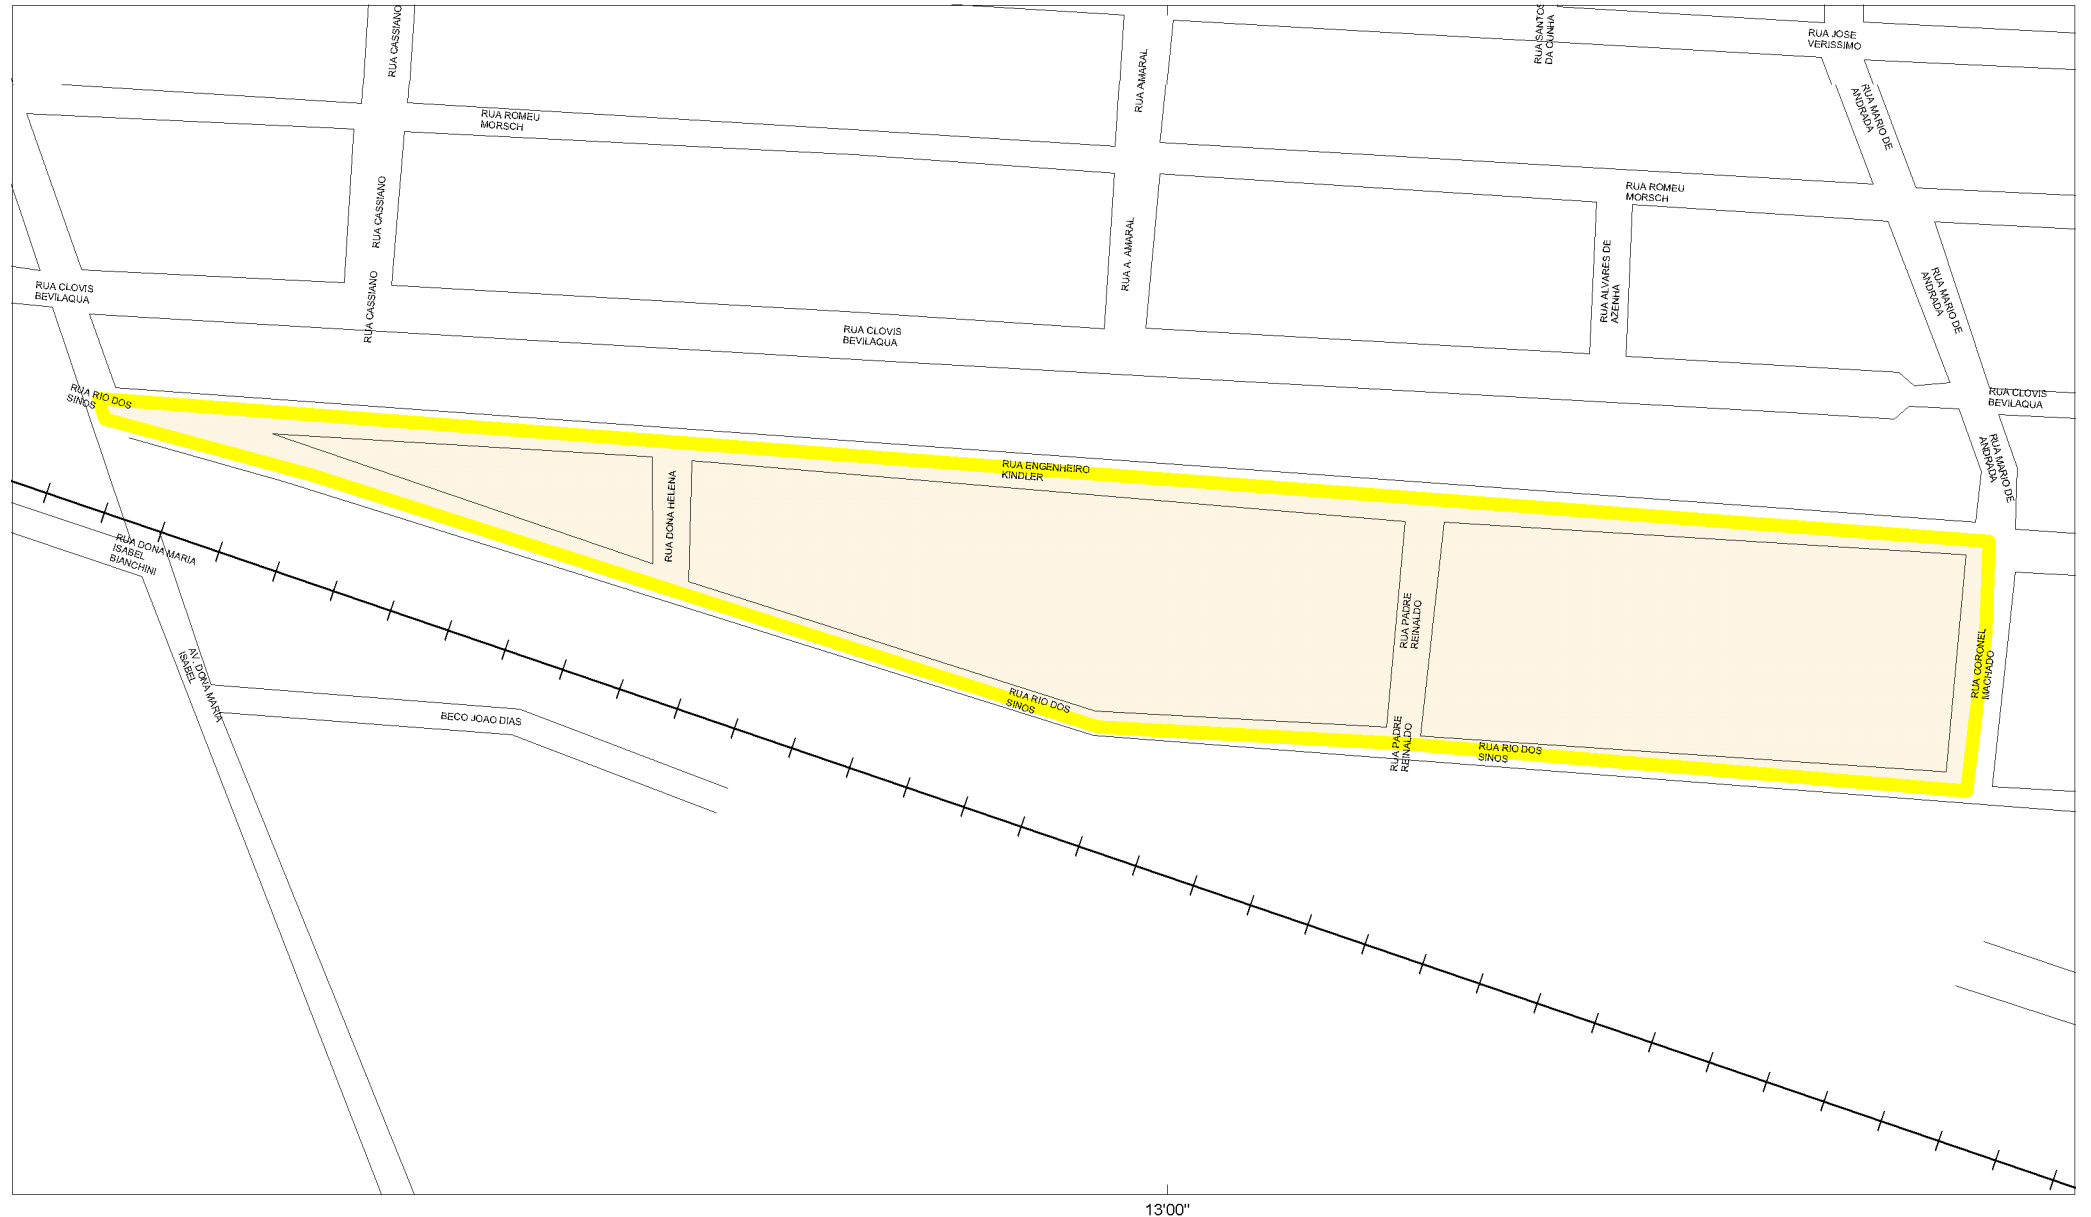 RUA CASSIANO
RUA AMARAL
RUA SANTOS
DA CUNHA
RUA JOSE
VERISSIMO
RUA MARIO DE
ANDRADA
RUA ROMEU
MORSCH
RUA ROMEU
MORSCH
RUA CASSIANO
RUA A. AMARAL
RUA ALVARES DE
AZENHA
RUA MARIO DE
ANDRADA
RUA CLOVIS
BEVILAQUA
RUA CASSIANO
RUA CLOVIS
BEVILAQUA
RUA CLOVIS
BEVILAQUA
RUA RIO DOS
SINOS
RUA MARIO DE
ANDRADA
RUA ENGENHEIRO
KINDLER
RUA DONA HELENA
RUA DONA MARIA
ISABEL
BIANCHINI
RUA PADRE
REINALDO
RUA CORONEL
MACHADO
AV. DONA MARIA
ISABEL
RUA RIO DOS
SINOS
BECO JOAO DIAS
RUA PADRE
REINALDO
RUA RIO DOS
SINOS
13'00"